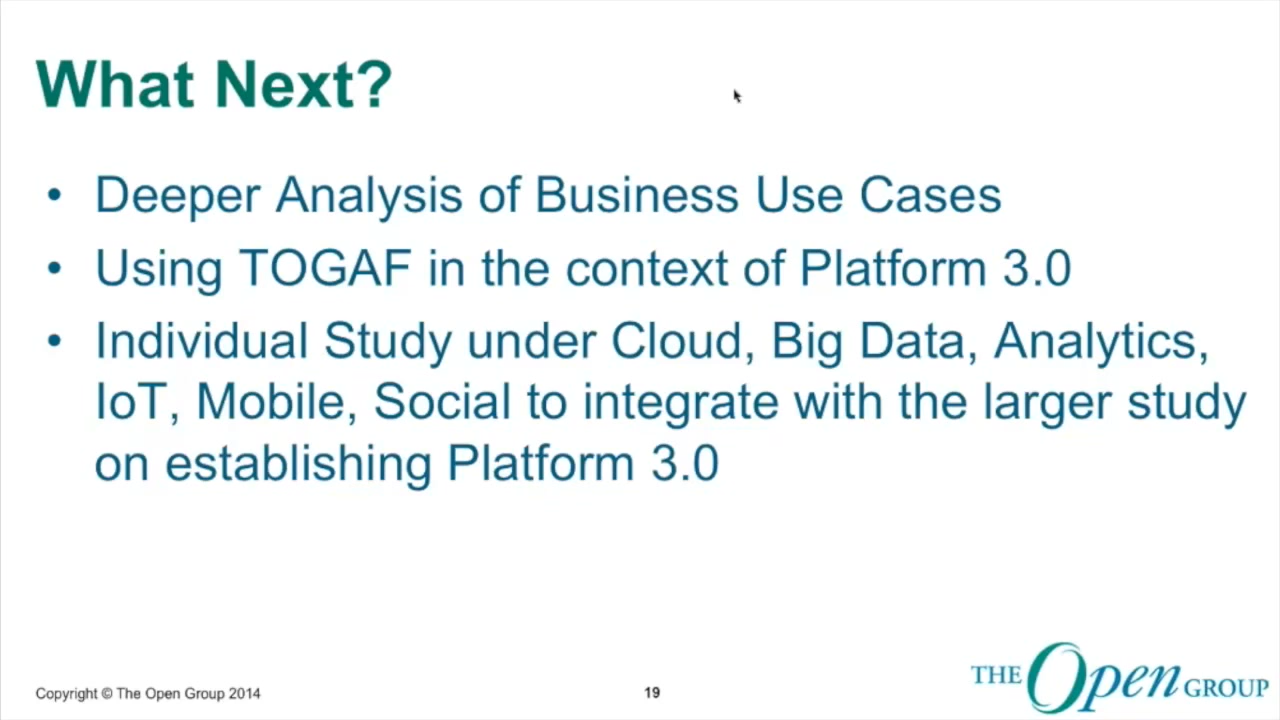 What Next?
• Deeper Analysis of Business Use Cases
• Using TOGAF in the context of Platform 3.0
• Individual Study under Cloud, Big Data, Analytics,
IoT, Mobile, Social to integrate with the larger study
on establishing Platform 3.0
Copyright © The Open Group 2014
19
THE Open GROUP